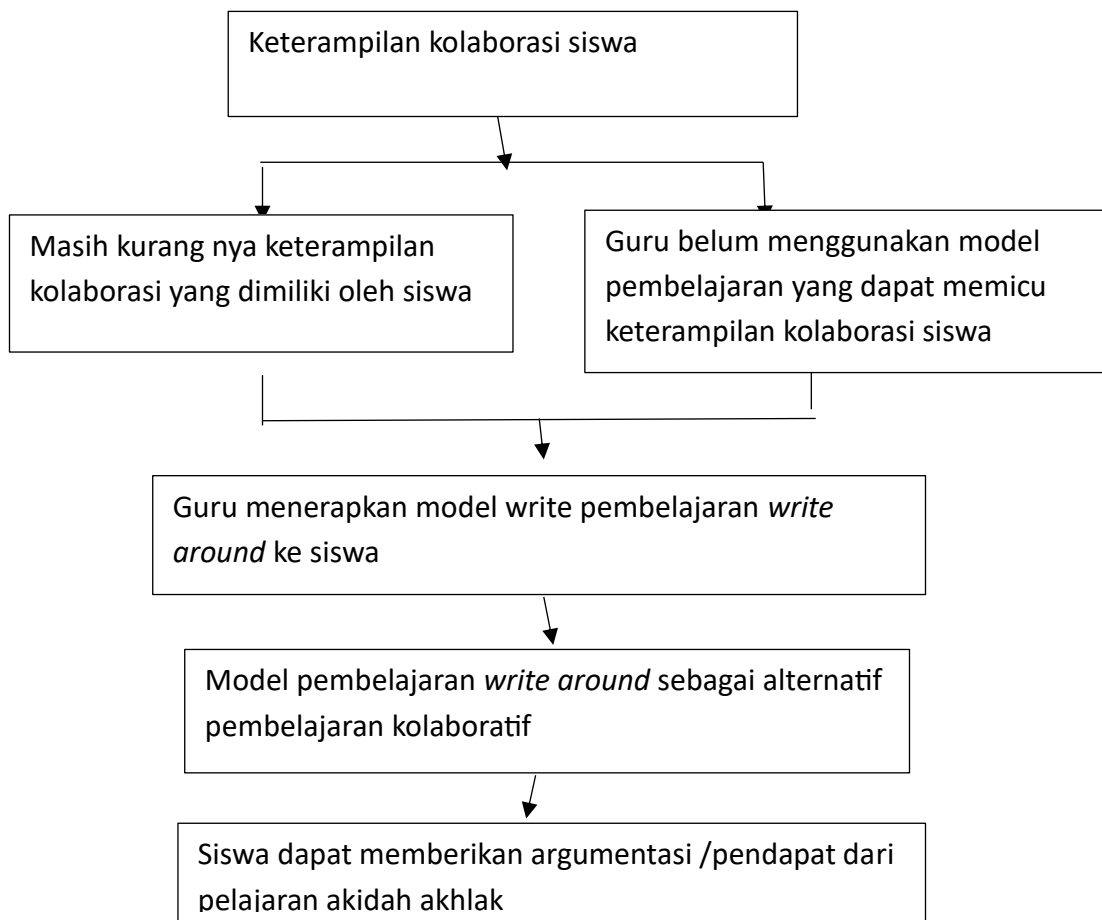 Keterampilan kolaborasi siswa
Masih kurang nya keterampilan
kolaborasi yang dimiliki oleh siswa
Guru belum menggunakan model
pembelajaran yang dapat memicu
keterampilan kolaborasi siswa
Guru menerapkan model write pembelajaran write
around ke siswa
Model pembelajaran write around sebagai alternatif
pembelajaran kolaboratif
Siswa dapat memberikan argumentasi /pendapat dari
pelajaran akidah akhlak